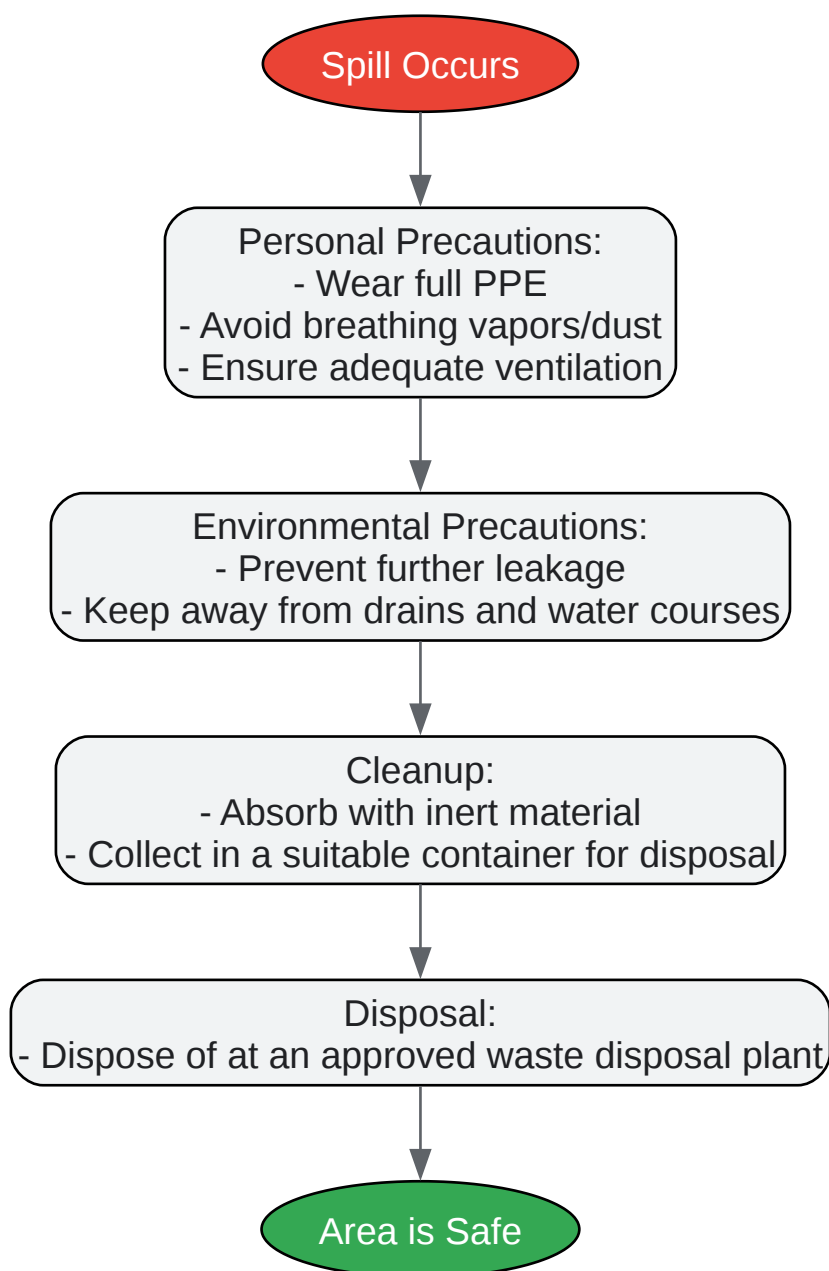 Spill Occurs
Personal Precautions:
- Wear full PPE
- Avoid breathing vapors/dust
- Ensure adequate ventilation
Environmental Precautions:
- Prevent further leakage
- Keep away from drains and water courses
Cleanup:
- Absorb with inert material
- Collect in a suitable container for disposal
Disposal:
- Dispose of at an approved waste disposal plant
Area is Safe